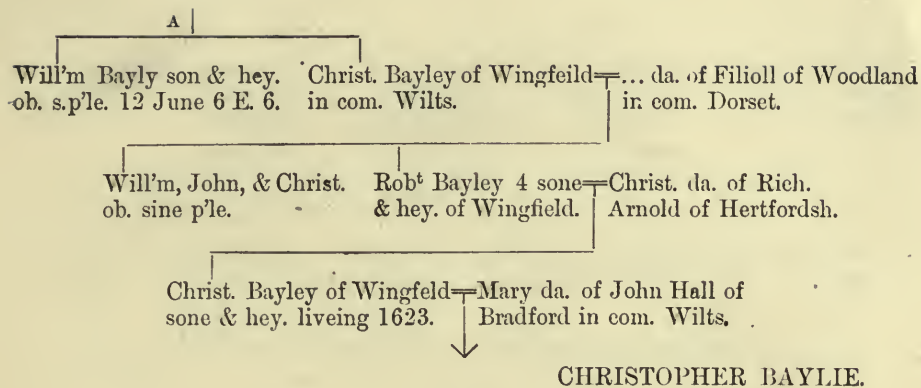 A
Will'm Bayly son & hey.
ob. s.p'le. 12 June 6 E. 6.
Christ. Bayley of Wingfeild
in com. Wilts.
... da. of Filioll of Woodland
in com. Dorset.
Will'm, John, & Christ.
ob. sine p'le.
Robt Bayley 4 sone
& hey. of Wingfield.
Christ. da. of Rich.
Arnold of Hertfordsh.
Christ. Bayley of Wingfeld
sone & hey. liveing 1623.
Mary da. of John Hall of
Bradford in com. Wilts.
CHRISTOPHER BAYLIE.